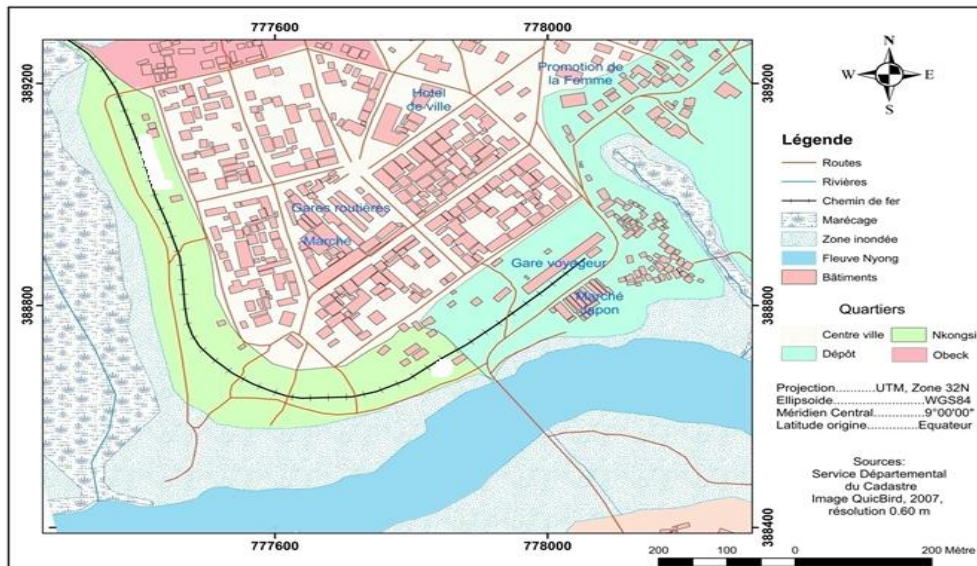 777600
778000
389200
389200
Promotion de
la Femme
Hotel
de ville
Gares routières
Marché
Gare voyageur
Marché
Japon
388800
388800
388400
777600
778000
N
W
E
S
Légende
Routes
Rivières
Chemin de fer
Marécage
Zone inondée
Fleuve Nyong
Bâtiments
Quartiers
Centre ville
Nkongsi
Dépôt
Obeck
Projection...........UTM, Zone 32N
Ellipsoide.....................WGS84
Méridien Central..............9°00'00"
Latitude origine..............Equateur
Sources:
Service Départemental
du Cadastre
Image QuicBird, 2007,
résolution 0.60 m
200 100 0 200 Mètre